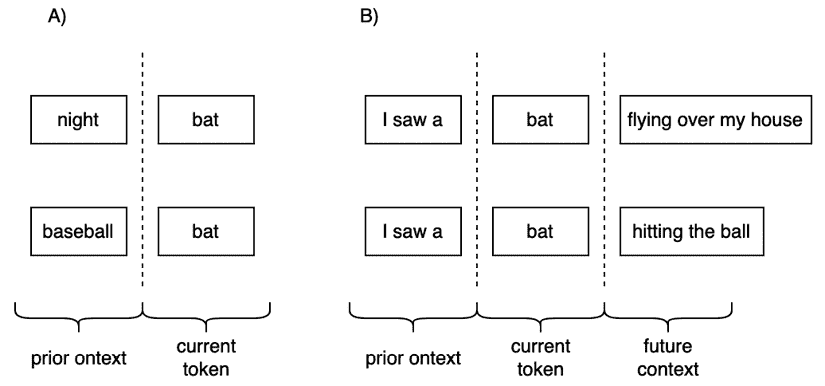 A)
night
bat
baseball
bat
prior ontext
current
token
B)
I saw a
bat
flying over my house
I saw a
bat
hitting the ball
prior ontext
current
token
future
context